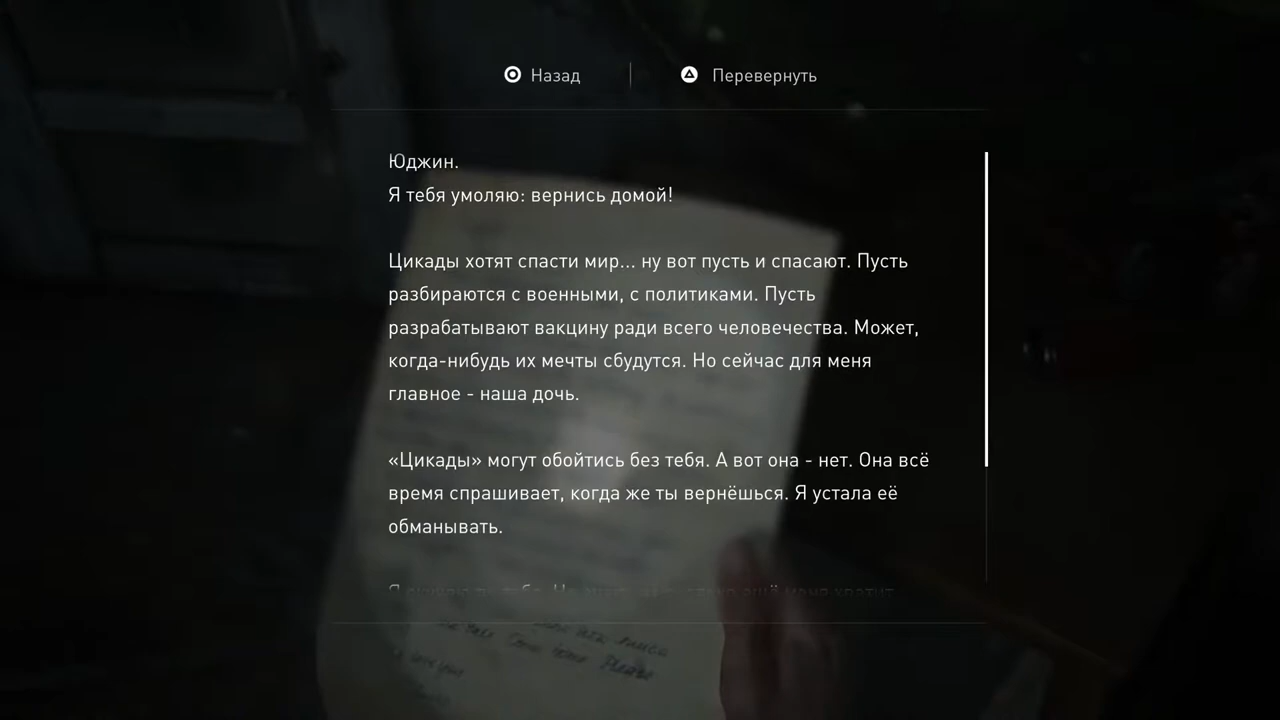 Назад
Перевернуть
Юджин.
Я тебя умоляю: вернись домой!
Цикады хотят спасти мир... ну вот пусть и спасают. Пусть
разбираются с военными, с политиками. Пусть
разрабатывают вакцину ради всего человечества. Может,
когда-нибудь их мечты сбудутся. Но сейчас для меня
главное - наша дочь.
«Цикады» могут обойтись без тебя. А вот она - нет. Она всё
время спрашивает, когда же ты вернёшься. Я устала её
обманывать.